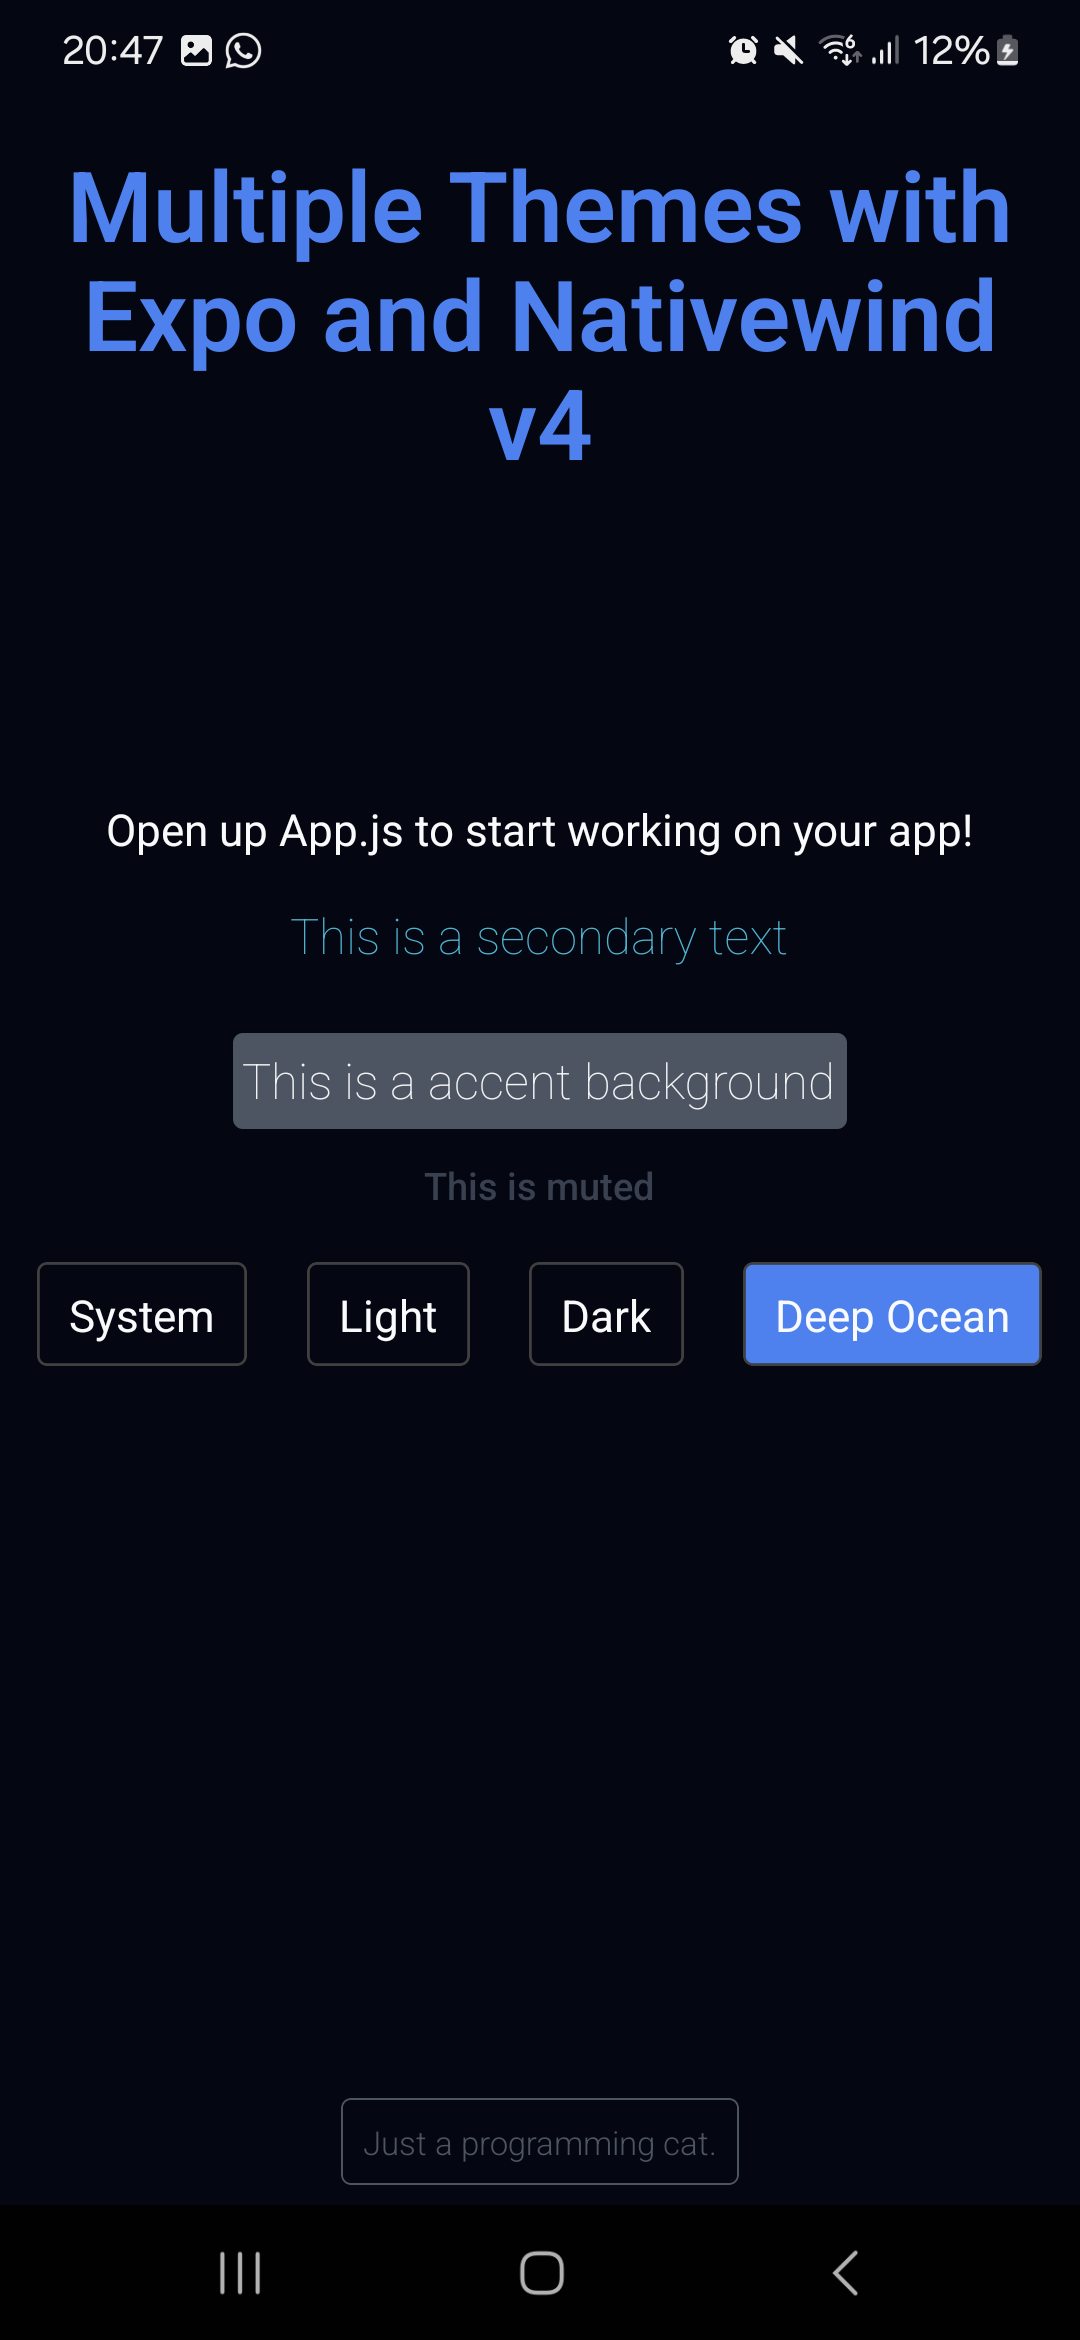 20:47 12%
Multiple Themes with
Expo and Nativewind
v4
Open up App.js to start working on your app!
This is a secondary text
This is a accent background
This is muted
System Light Dark Deep Ocean
Just a programming cat.